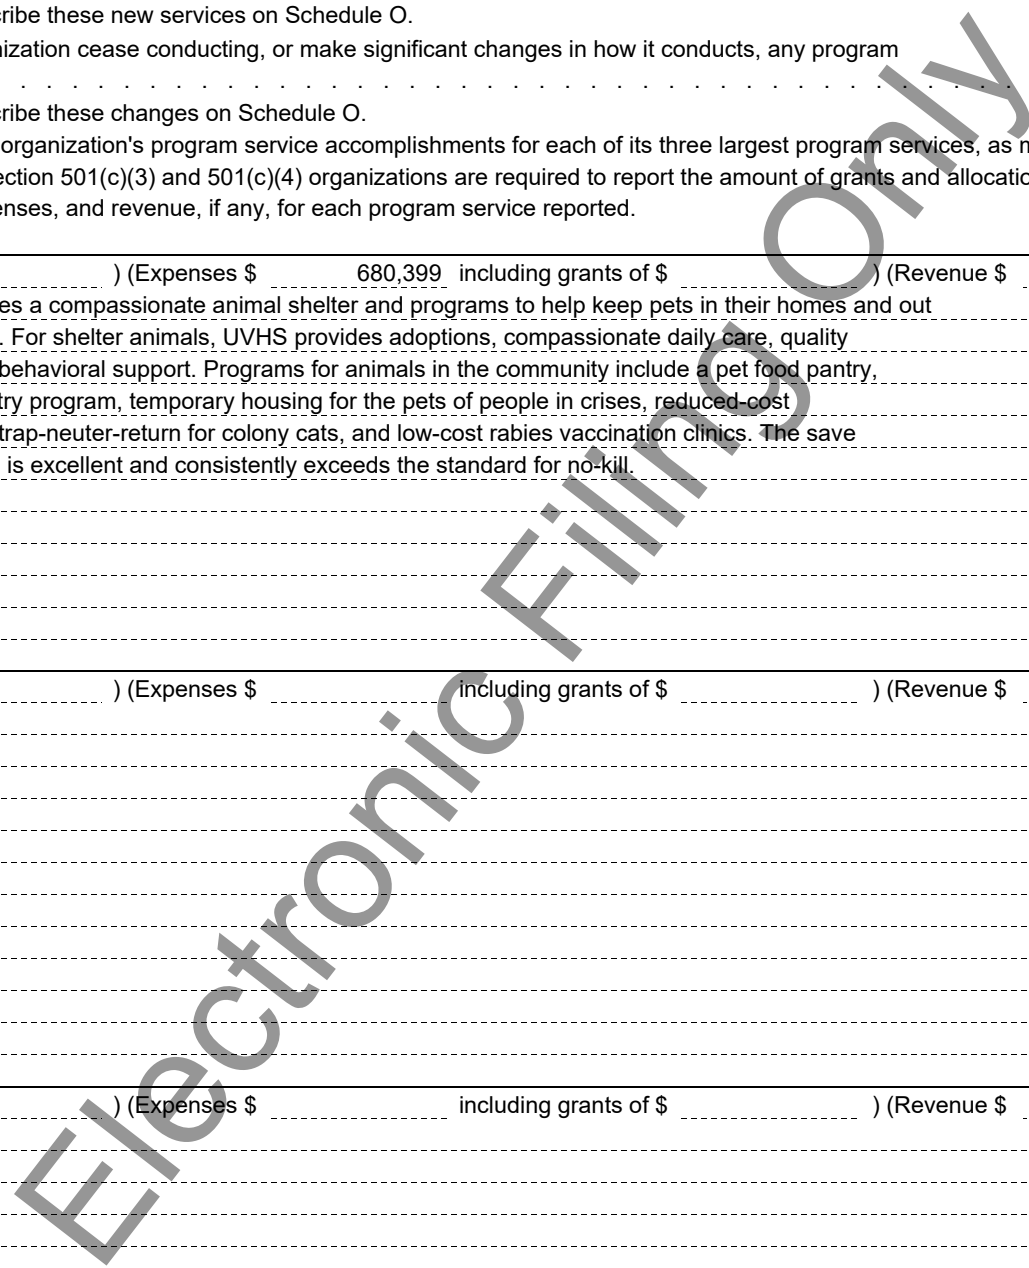 cribe these new services on Schedule O.
nization cease conducting, or make significant changes in how it conducts, any program
. . . . . . . . . . . . . . . . . . . . . . . . . . . . . . . . . . . . . . .
cribe these changes on Schedule O.
organization's program service accomplishments for each of its three largest program services, as m
ection 501(c)(3) and 501(c)(4) organizations are required to report the amount of grants and allocatio
enses, and revenue, if any, for each program service reported.
) (Expenses $ 680,399 including grants of $ ) (Revenue $
es a compassionate animal shelter and programs to help keep pets in their homes and out
. For shelter animals, UVHS provides adoptions, compassionate daily care, quality
behavioral support. Programs for animals in the community include a pet food pantry,
try program, temporary housing for the pets of people in crises, reduced-cost
trap-neuter-return for colony cats, and low-cost rabies vaccination clinics. The save
is excellent and consistently exceeds the standard for no-kill.
) (Expenses $ including grants of $ ) (Revenue $
) (Expenses $ including grants of $ ) (Revenue $
Electronic Filing Only